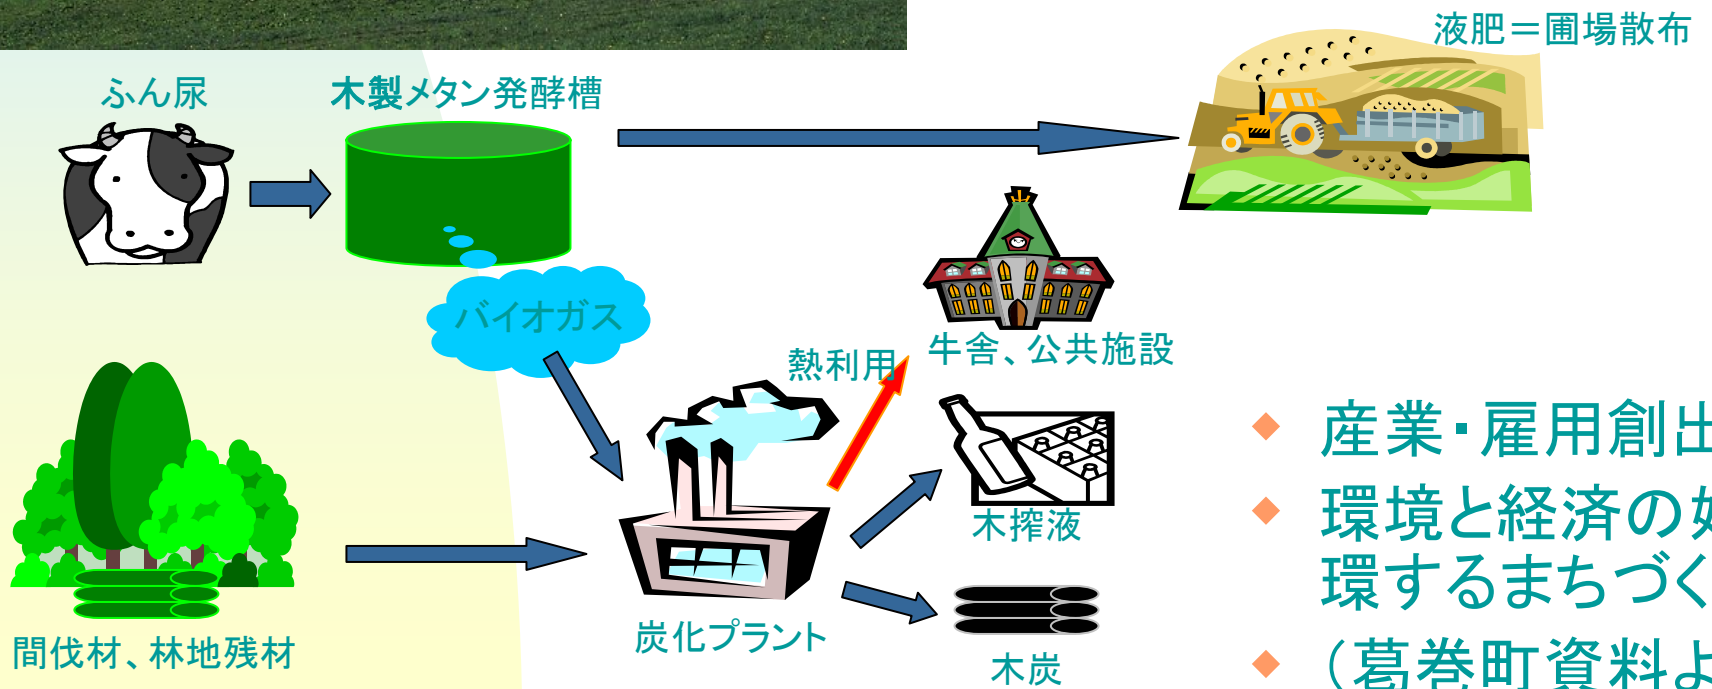 液肥＝圃場散布
ふん尿
木製メタン発酵槽
バイオガス
熱利用
牛舎、公共施設
木搾液
炭化プラント
木炭
間伐材、林地残材
産業・雇用創出
環境と経済の
環するまちづく
（葛巻町資料よ